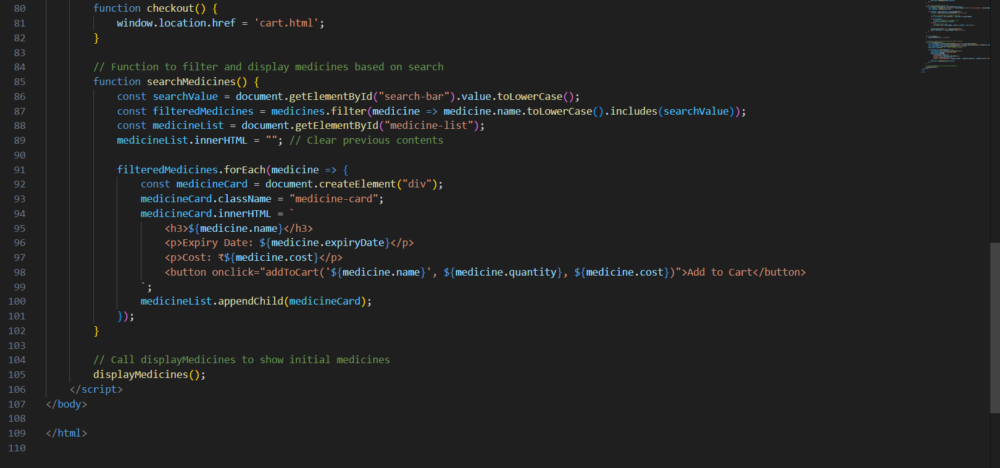 80 function checkout() {
81 window.location.href = 'cart.html';
82 }
83
84 // Function to filter and display medicines based on search
85 function searchMedicines() {
86 const searchValue = document.getElementById("search-bar").value.toLowerCase();
87 const filteredMedicines = medicines.filter(medicine => medicine.name.toLowerCase().includes(searchValue));
88 const medicineList = document.getElementById("medicine-list");
89 medicineList.innerHTML = ""; // Clear previous contents
90
91 filteredMedicines.forEach(medicine => {
92 const medicineCard = document.createElement("div");
93 medicineCard.className = "medicine-card";
94 medicineCard.innerHTML = `
95 <h3>${medicine.name}</h3>
96 <p>Expiry Date: ${medicine.expiryDate}</p>
97 <p>Cost: ₹${medicine.cost}</p>
98 <button onclick="addToCart('${medicine.name}', ${medicine.quantity}, ${medicine.cost})">Add to Cart</button>
99 `;
100 medicineList.appendChild(medicineCard);
101 });
102 }
103
104 // Call displayMedicines to show initial medicines
105 displayMedicines();
106 </script>
107 </body>
108
109 </html>
110